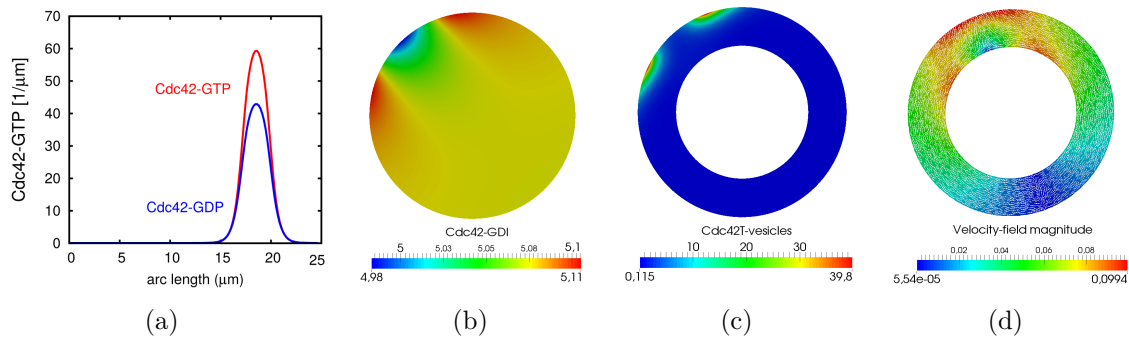 Cdc42-GTP [1/μm]
70
60
50
40
30
20
10
0
Cdc42-GTP
Cdc42-GDP
0 5 10 15 20 25
arc length (μm)
(a)
Cdc42-GDI
5 5,03 5,05 5,08 5,1
4,98 5,11
(b)
Cdc42T-vesicles
10 20 30
0,115 39,8
(c)
Velocity-field magnitude
0,02 0,04 0,06 0,08
5,54e-05 0,0994
(d)